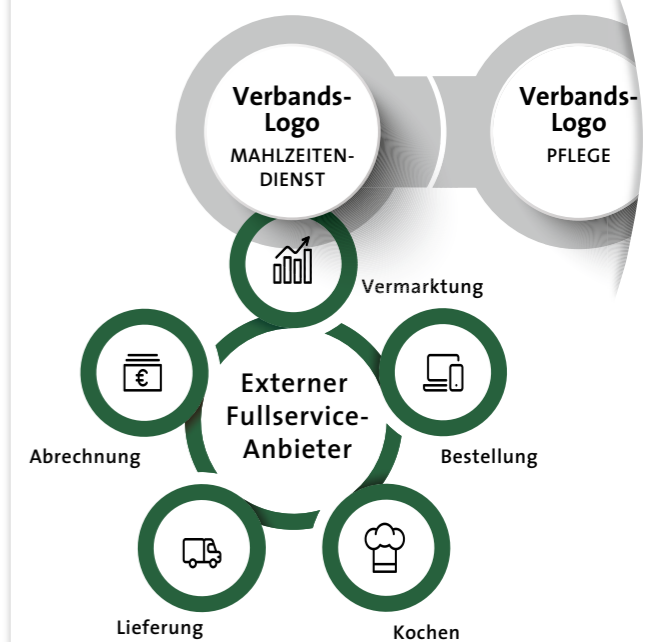 Verbands-
Logo
MAHLZEITEN-
DIENST
Verbands-
Logo
PFLEGE
Vermarktung
€
Externer
Fullservice-
Anbieter
Abrechnung
Bestellung
Lieferung
Kochen